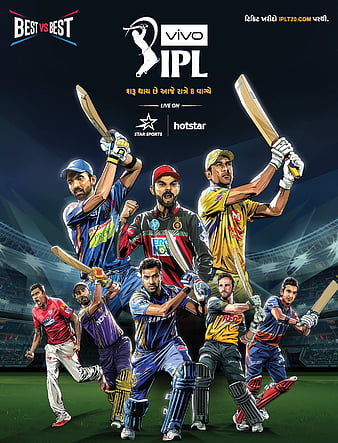 BEST VS BEST
ટિકિટ ખરીદો IPLT20.COM પરથી.
vivo
IPL
શરૂ થાય છે આજે રાત્રે 8 વાગ્યે
LIVE ON
STAR SPORTS
hotstar